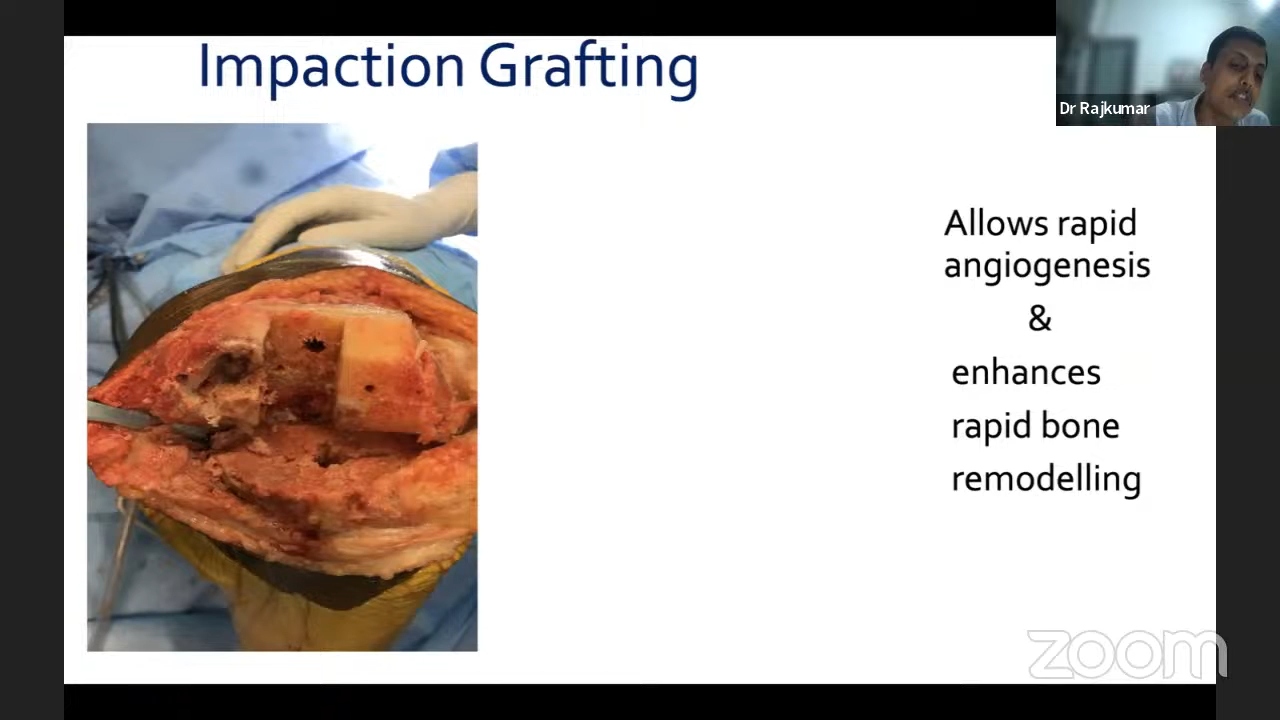 Impaction Grafting
Dr Rajkumar
Allows rapid
angiogenesis
&
enhances
rapid bone
remodelling
zoom